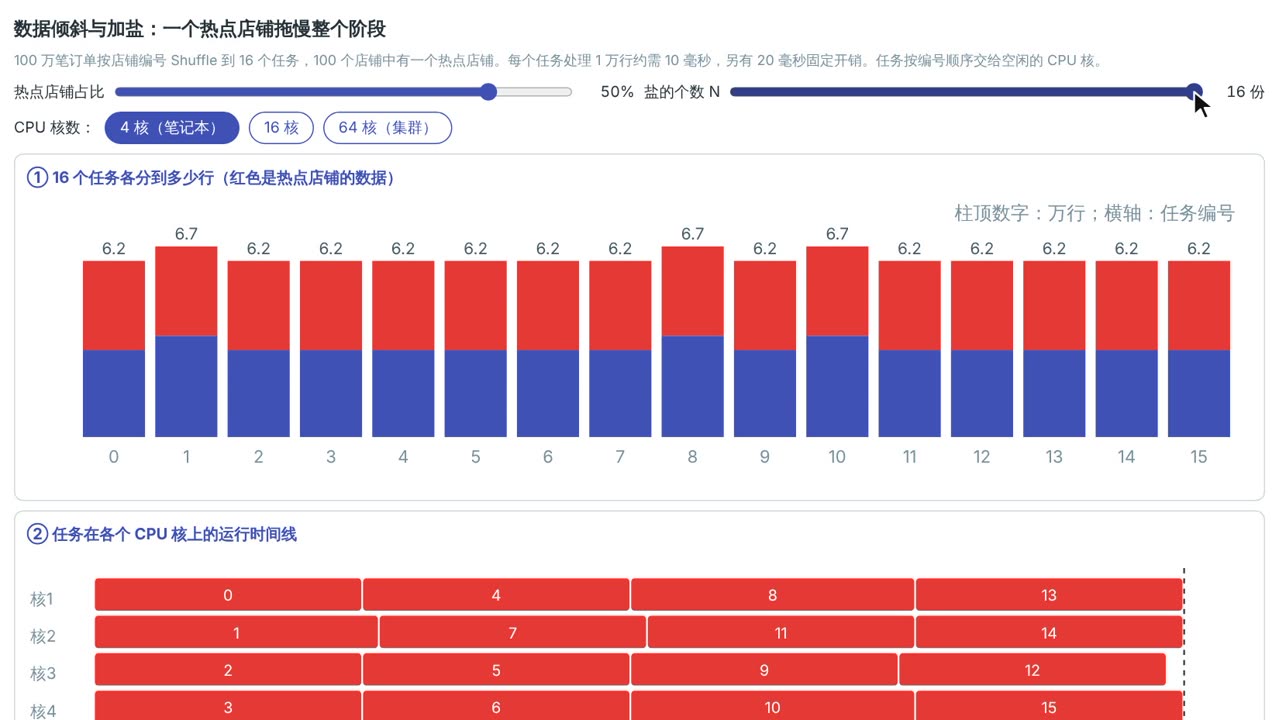 数据倾斜与加盐：一个热点店铺拖慢整个阶段
100 万笔订单按店铺编号 Shuffle 到 16 个任务，100 个店铺中有一个热点店铺。每个任务处理 1 万行约需 10 毫秒，另有 20 毫秒固定开销。任务按编号顺序交给空闲的 CPU 核。
热点店铺占比 50% 盐的个数 N 16 份
CPU 核数： 4 核（笔记本） 16 核 64 核（集群）
① 16 个任务各分到多少行（红色是热点店铺的数据）
柱顶数字：万行；横轴：任务编号
6.2 6.7 6.2 6.2 6.2 6.2 6.2 6.2 6.7 6.2 6.7 6.2 6.2 6.2 6.2 6.2
0 1 2 3 4 5 6 7 8 9 10 11 12 13 14 15
② 任务在各个 CPU 核上的运行时间线
核1 0 4 8 13
核2 1 7 11 14
核3 2 5 9 12
核4 3 6 10 15